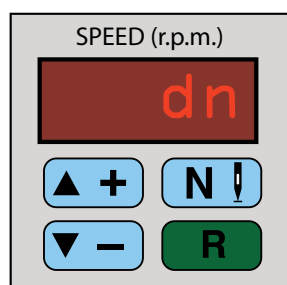 SPEED (r.p.m.)
dn
▲ + N
▼ − R